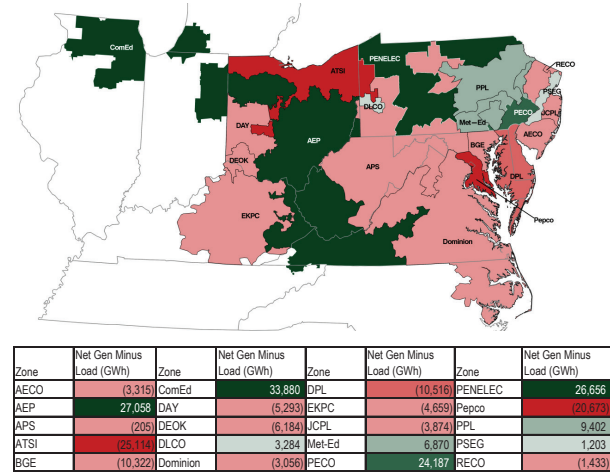 ComEd
PENELEC
RECO
ATSI
PPL
PSEG
DLCO
Met-Ed
PECO
JCPL
JCPL
DAY
AEP
BGE
AECO
DEOK
APS
DPL
EKPC
Pepco
Dominion
Zone Net Gen Minus Load (GWh) Zone Net Gen Minus Load (GWh) Zone Net Gen Minus Load (GWh) Zone Net Gen Minus Load (GWh)
AECO (3,315) ComEd 33,880 DPL (10,516) PENELEC 26,656
AEP 27,058 DAY (5,293) EKPC (4,659) Pepco (20,673)
APS (205) DEOK (6,184) JCPL (3,874) PPL 9,402
ATSI (25,114) DLCO 3,284 Met-Ed 6,870 PSEG 1,203
BGE (10,322) Dominion (3,056) PECO 24,187 RECO (1,433)